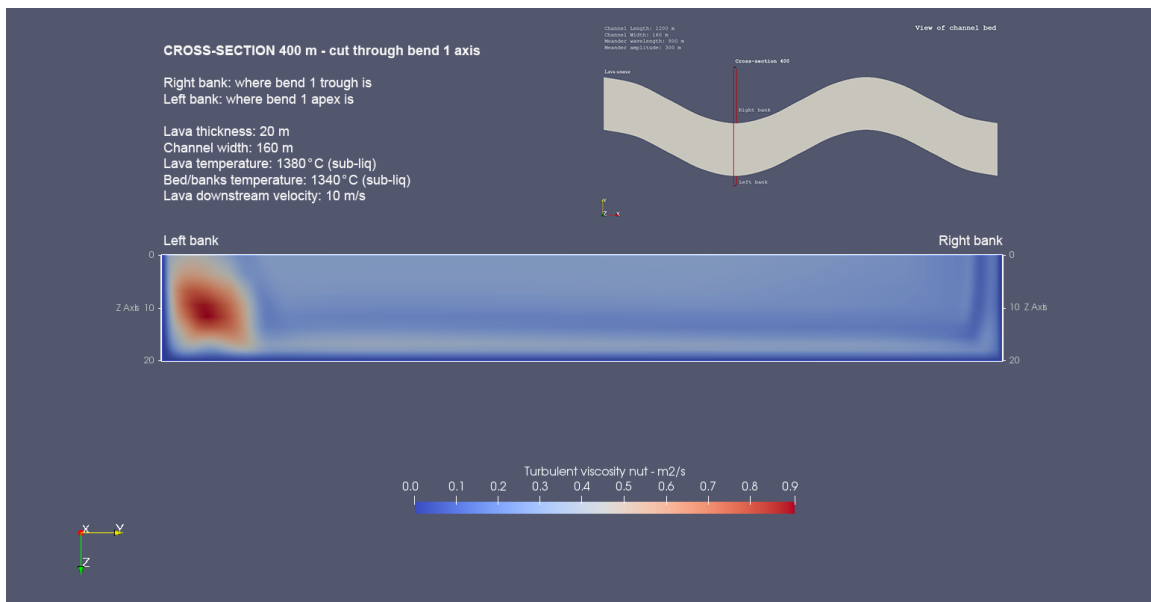 CROSS-SECTION 400 m - cut through bend 1 axis
Right bank: where bend 1 trough is
Left bank: where bend 1 apex is
Lava thickness: 20 m
Channel width: 160 m
Lava temperature: 1380°C (sub-liq)
Bed/banks temperature: 1340°C (sub-liq)
Lava downstream velocity: 10 m/s
Channel Length: 1200 m
Channel Width: 160 m
Meander wavelength: 800 m
Meander amplitude: 300 m
View of channel bed
Cross-section 400
Lava source
Right bank
Left bank
Y
Z X
Left bank
Right bank
0
0
Z Axis 10
10 Z Axis
20
20
Turbulent viscosity nut - m2/s
0.0 0.1 0.2 0.3 0.4 0.5 0.6 0.7 0.8 0.9
X Y
Z